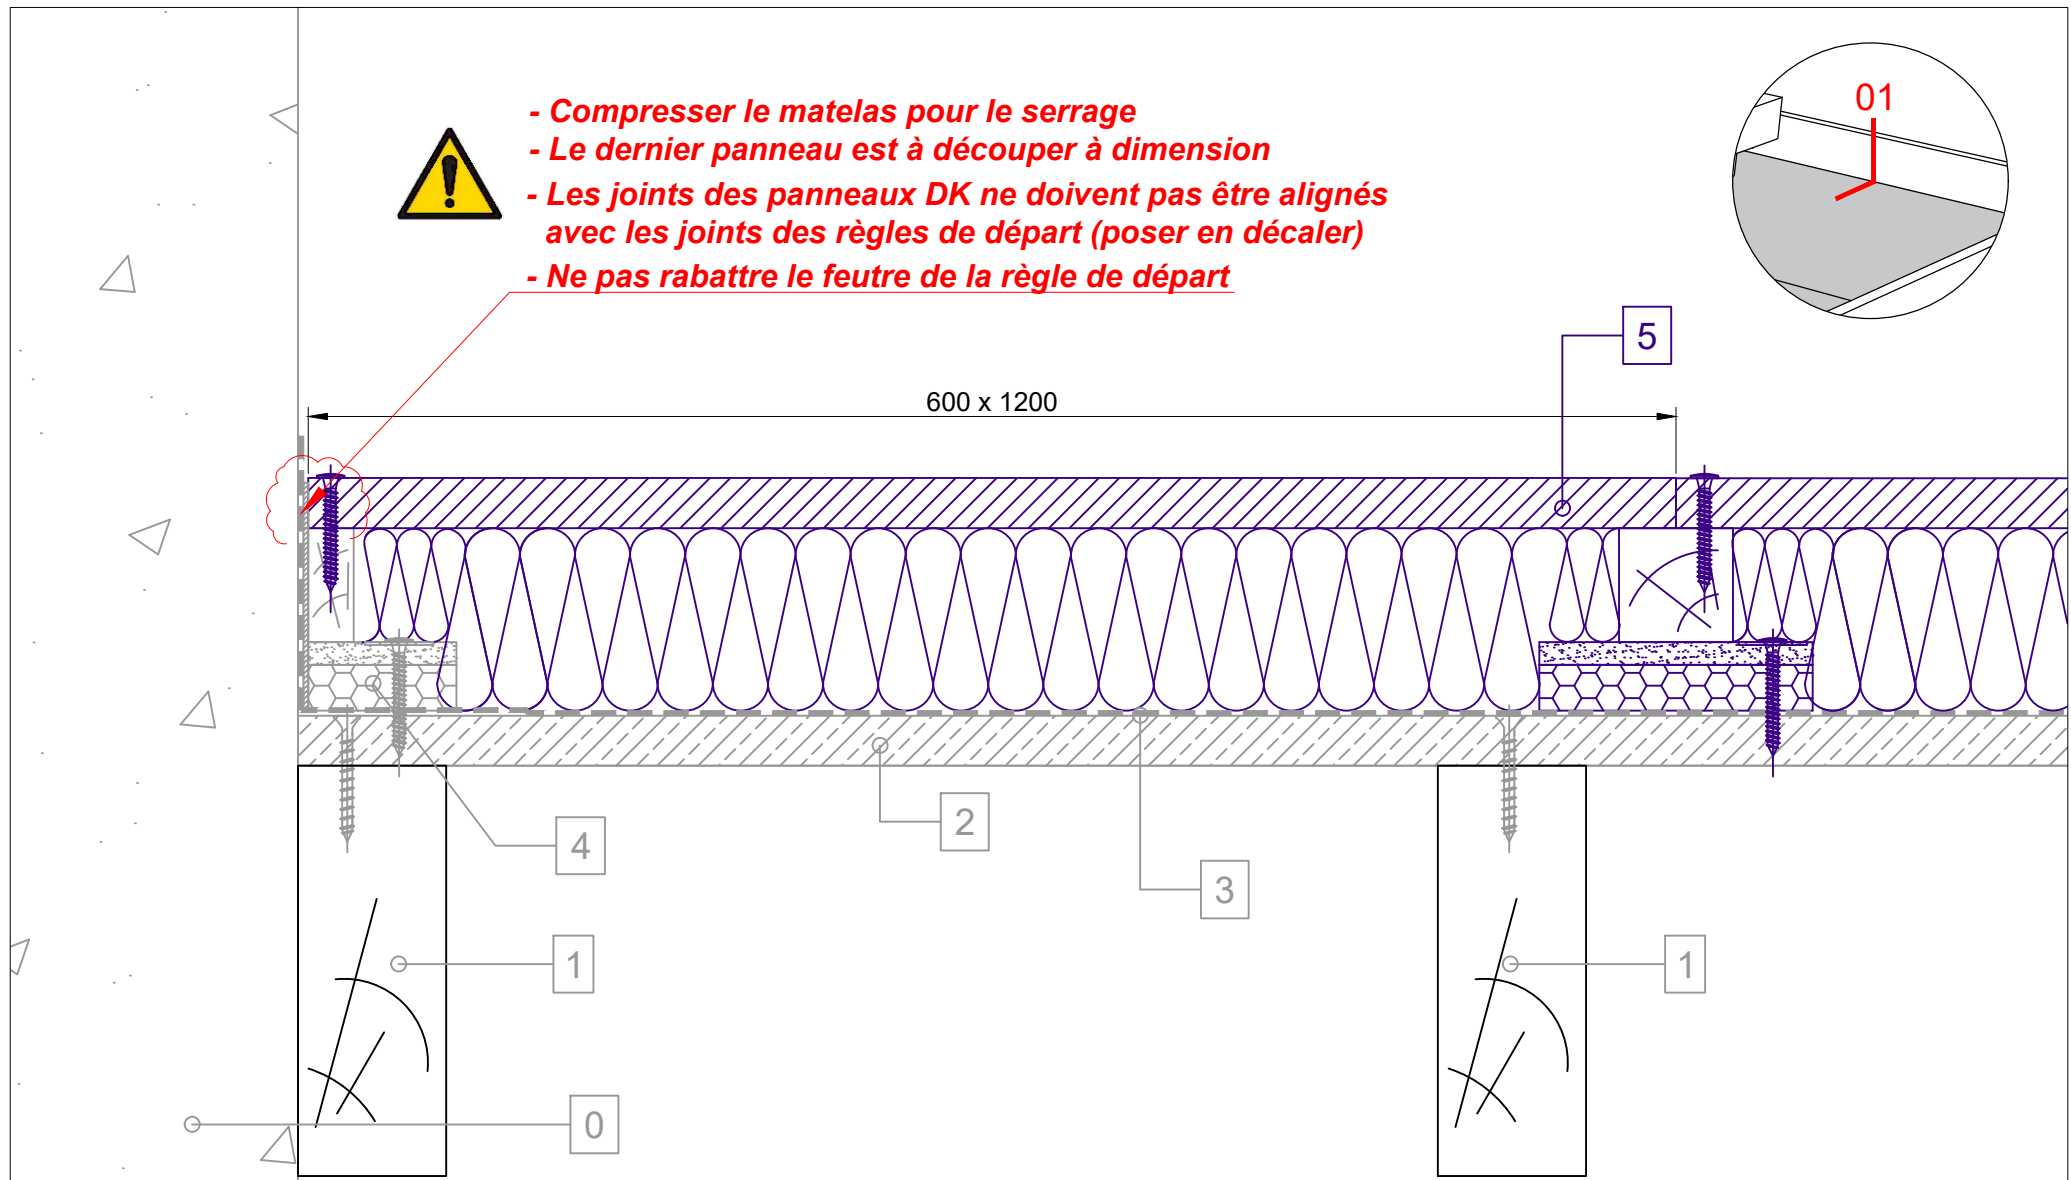 - Compresser le matelas pour le serrage
- Le dernier panneau est à découper à dimension
- Les joints des panneaux DK ne doivent pas être alignés
avec les joints des règles de départ (poser en décaler)
- Ne pas rabattre le feutre de la règle de départ
01
5
600 x 1200
2
4
3
1
1
0